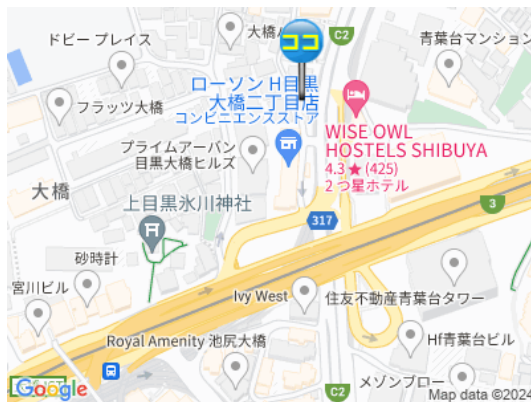 ドビー プレイス
ココ
C2
青葉台マンション
フラッツ大橋
ローソン H目黒
大橋二丁目店
コンビニエンスストア
WISE OWL
HOSTELS SHIBUYA
4.3★(425)
2 つ星ホテル
プライムアーバン
目黒大橋ヒルズ
大橋
上目黒氷川神社
317
3
砂時計
宮川ビル
Ivy West
住友不動産青葉台タワー
Royal Amenity 池尻大橋
Hf青葉台ビル
メゾンブロー
C2
Google
Map data ©2024